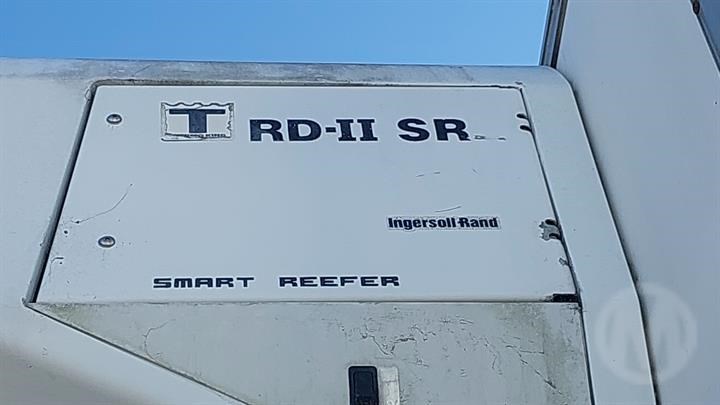 T RD-II SR
Ingersoll-Rand
SMART REEFER